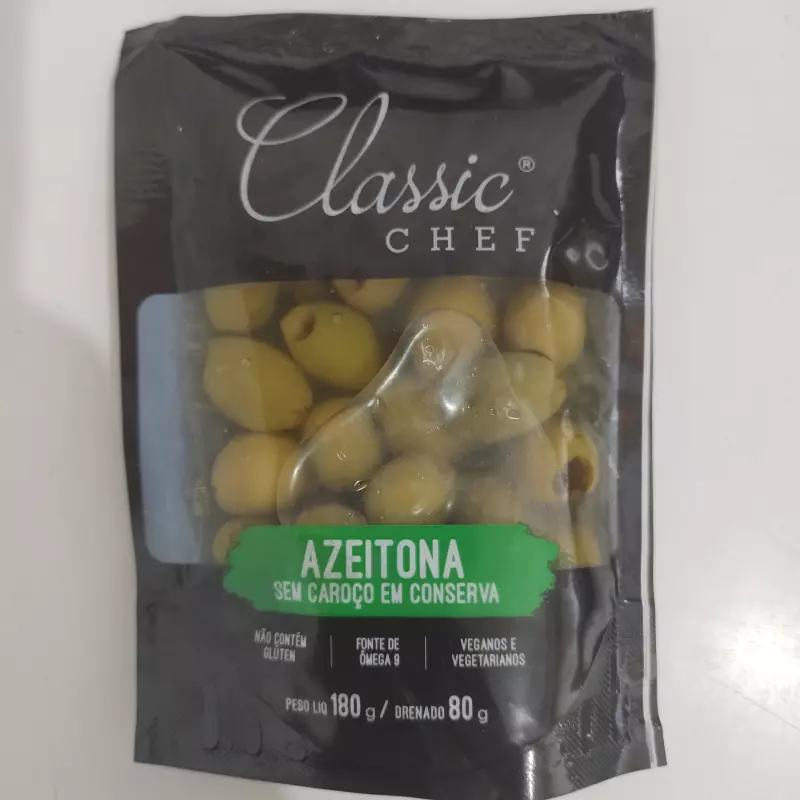 Classic®
CHEF
AZEITONA
SEM CAROÇO EM CONSERVA
NÃO CONTÉM
GLÚTEN
FONTE DE
ÔMEGA 9
VEGANOS E
VEGETARIANOS
PESO LIQ 180 g / DRENADO 80 g